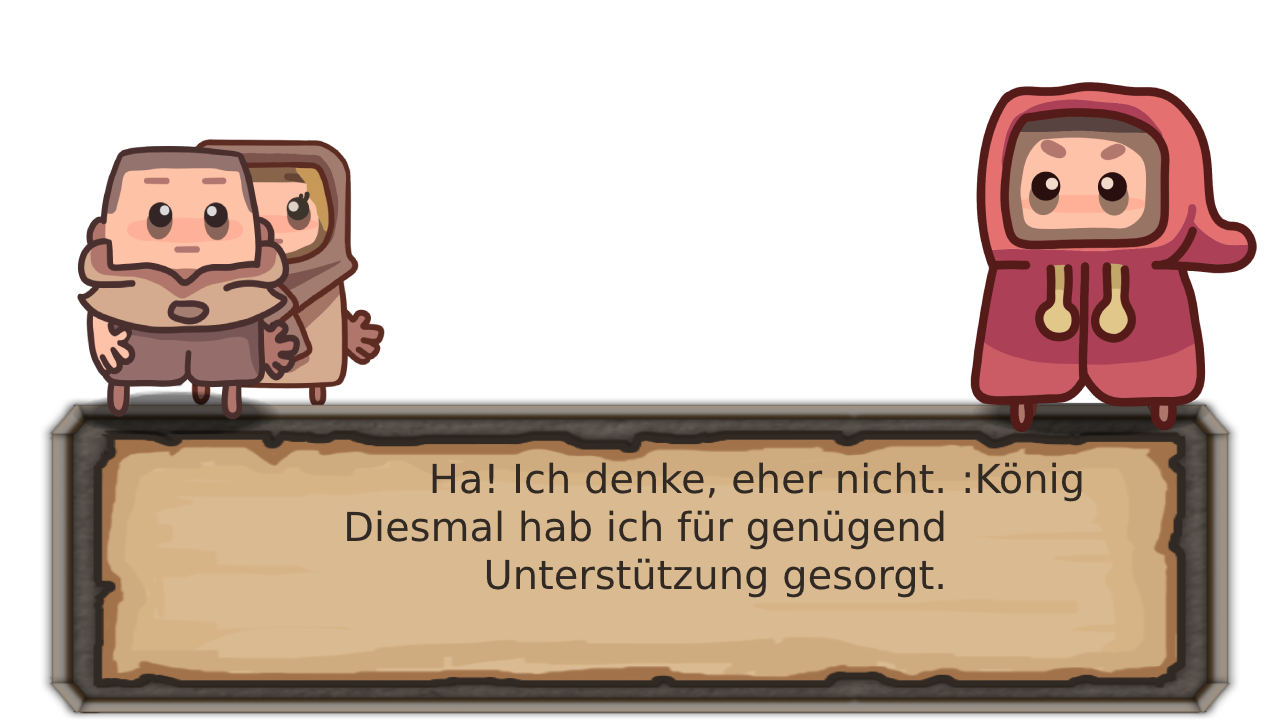 Ha! Ich denke, eher nicht. :König
Diesmal hab ich für genügend
Unterstützung gesorgt.